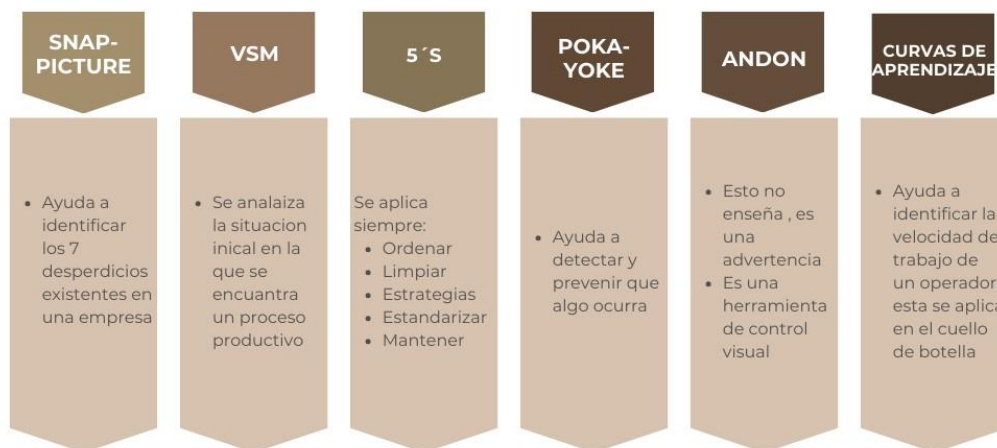 SNAP-
PICTURE
VSM
5´S
POKA-
YOKE
ANDON
CURVAS DE
APRENDIZAJE
• Ayuda a
identificar
los 7
desperdicios
existentes en
una empresa
• Se analaiza
la situacion
inical en la
que se
encuantra
un proceso
productivo
Se aplica
siempre:
• Ordenar
• Limpiar
• Estrategias
• Estandarizar
• Mantener
• Ayuda a
detectar y
prevenir que
algo ocurra
• Esto no
enseña , es
una
advertencia
• Es una
herramienta
de control
visual
• Ayuda a
identificar la
velocidad de
trabajo de
un operador
esta se aplica
en el cuello
de botella